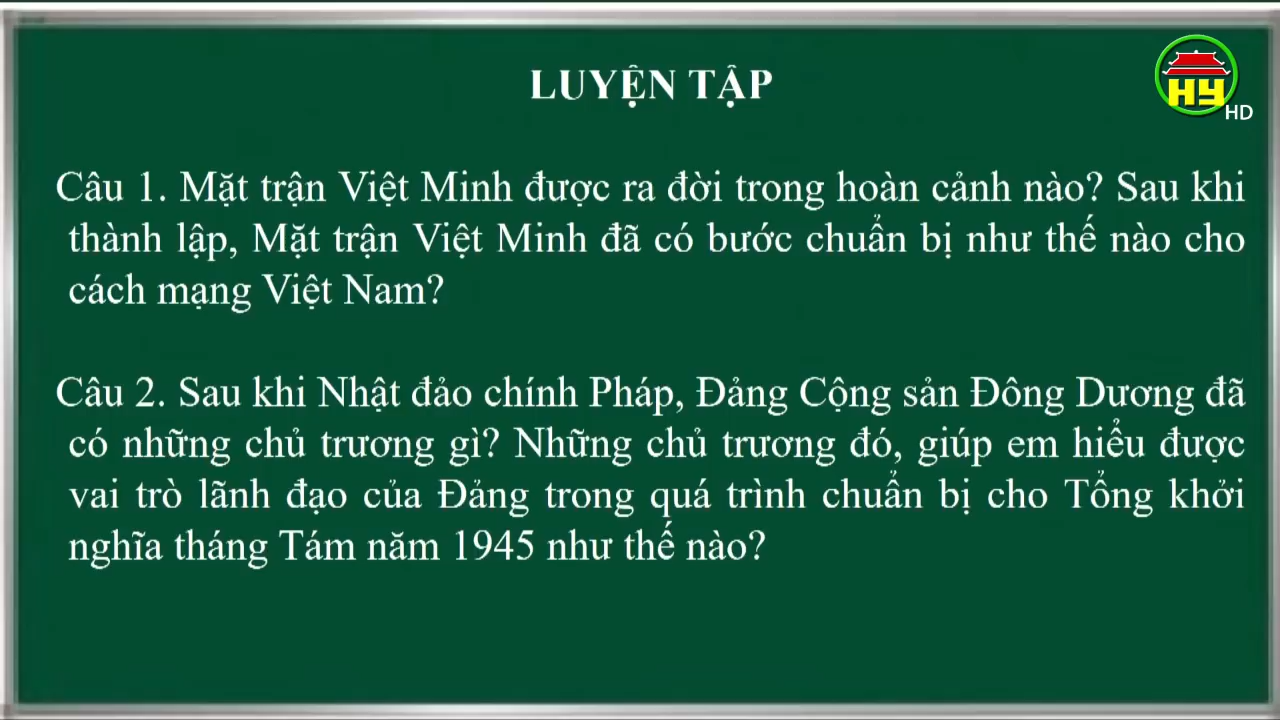 LUYỆN TẬP
HY
HD
Câu 1. Mặt trận Việt Minh được ra đời trong hoàn cảnh nào? Sau khi
thành lập, Mặt trận Việt Minh đã có bước chuẩn bị như thế nào cho
cách mạng Việt Nam?
Câu 2. Sau khi Nhật đảo chính Pháp, Đảng Cộng sản Đông Dương đã
có những chủ trương gì? Những chủ trương đó, giúp em hiểu được
vai trò lãnh đạo của Đảng trong quá trình chuẩn bị cho Tổng khởi
nghĩa tháng Tám năm 1945 như thế nào?